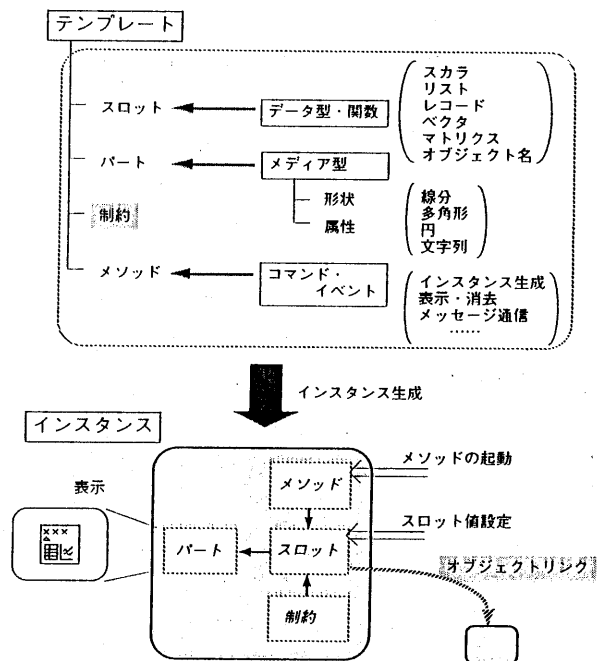 テンプレート
スロット
データ型・関数
スカラ
リスト
レコード
ベクタ
マトリクス
オブジェクト名
パート
メディア型
形状
属性
線分
多角形
円
文字列
制約
メソッド
コマンド・
イベント
インスタンス生成
表示・消去
メッセージ通信
……
インスタンス生成
インスタンス
表示
×××
メソッド
メソッドの起動
パート
スロット
スロット値設定
オブジェクトリンク
制約